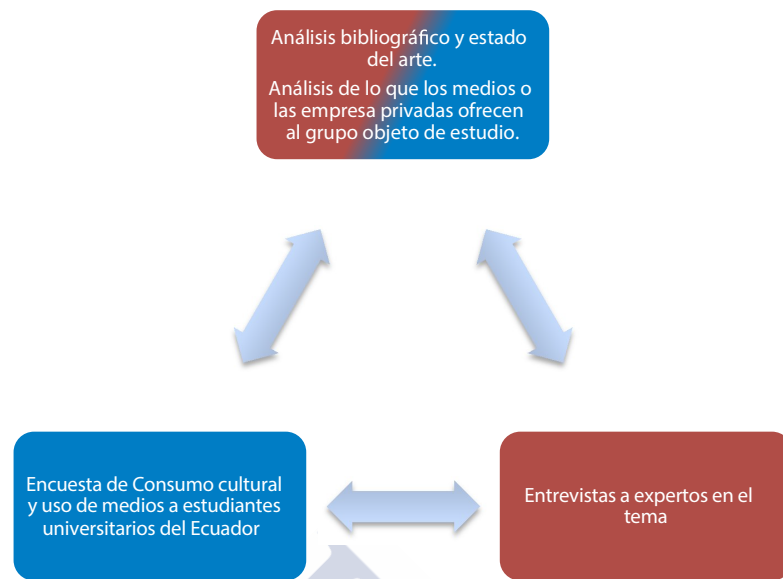 Análisis bibliográfico y estado
del arte.
Análisis de lo que los medios o
las empresa privadas ofrecen
al grupo objeto de estudio.
Encuesta de Consumo cultural
y uso de medios a estudiantes
universitarios del Ecuador
Entrevistas a expertos en el
tema